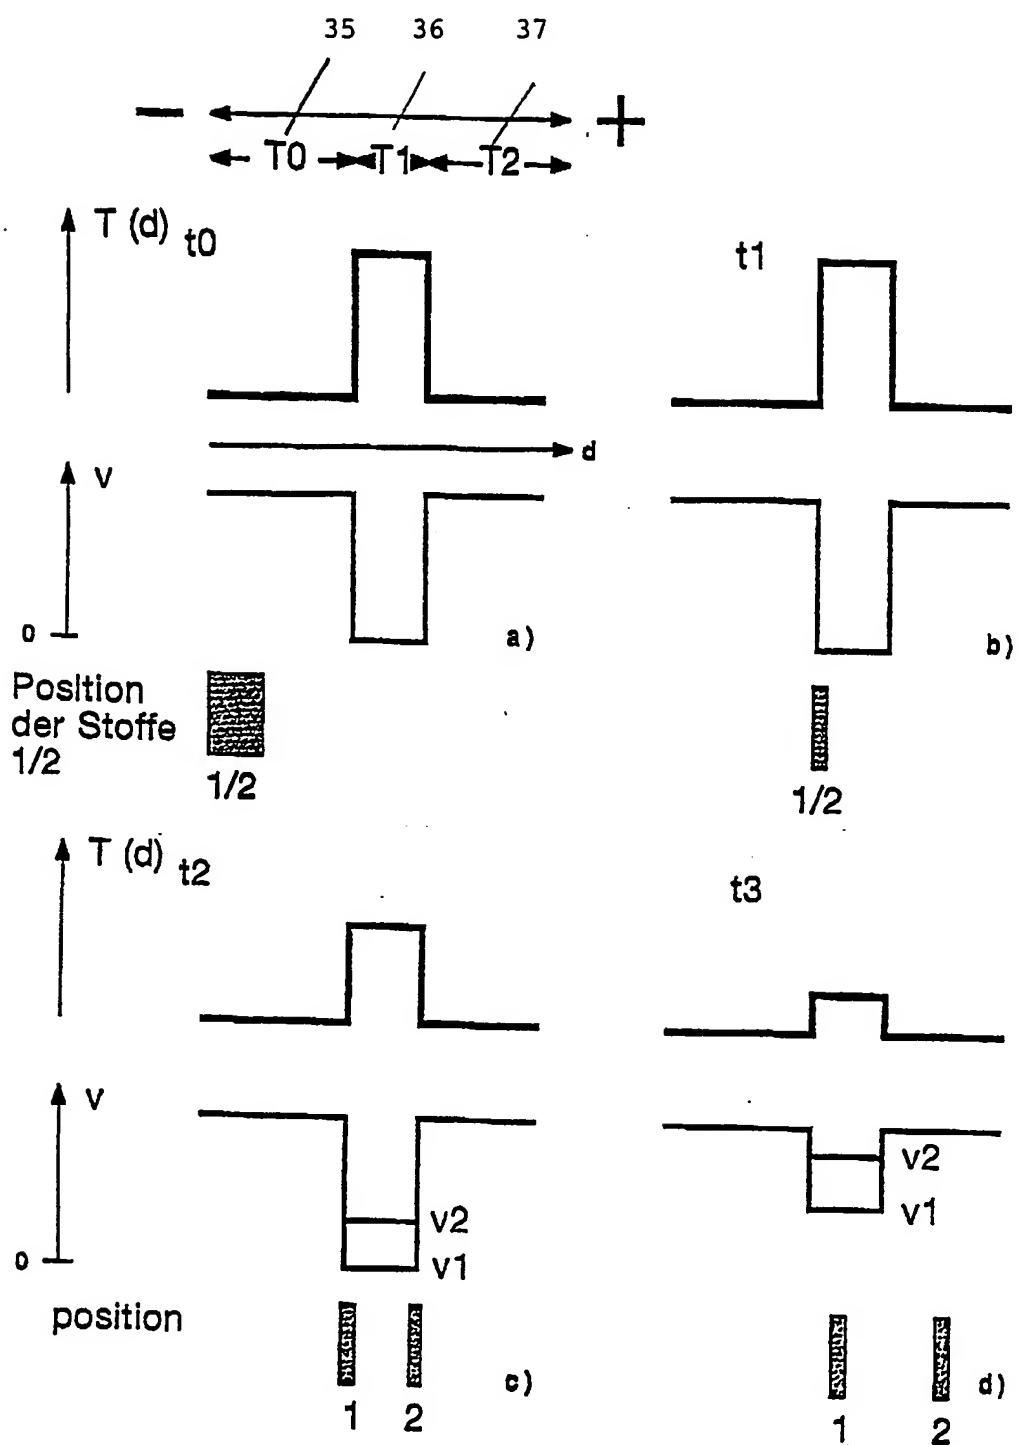 35 36 37
− +
T0 T1 T2
T (d) t0 t1
d
v
0 a) b)
Position
der Stoffe
1/2
1/2 1/2
T (d) t2 t3
v
v2 v2
v1 v1
0
position
c) d)
1 2 1 2